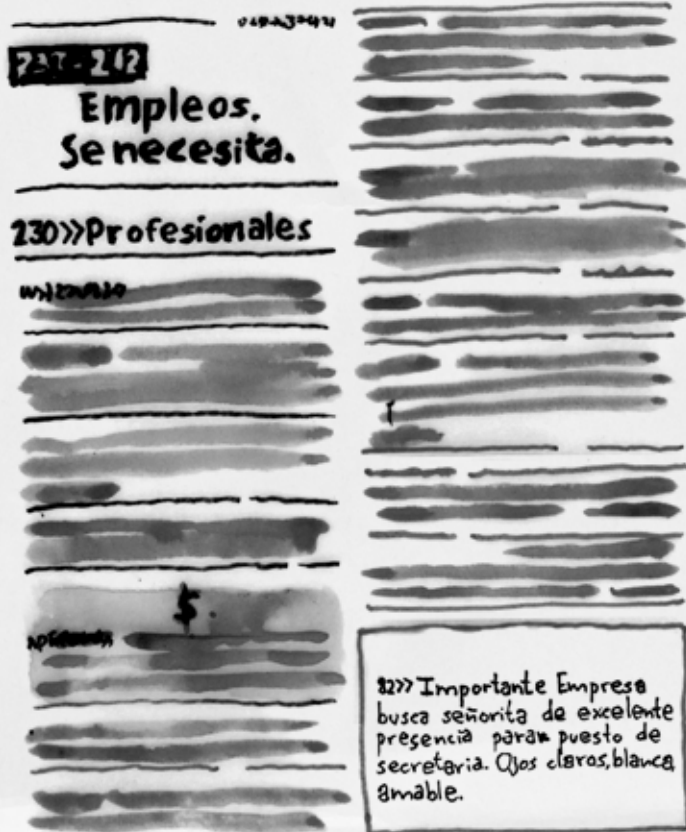 Empleos.
Se necesita.
230»Profesionales
$
82»Importante Empresa
busca señorita de excelente
presencia para puesto de
secretaria. Ojos claros, blanca
amable.